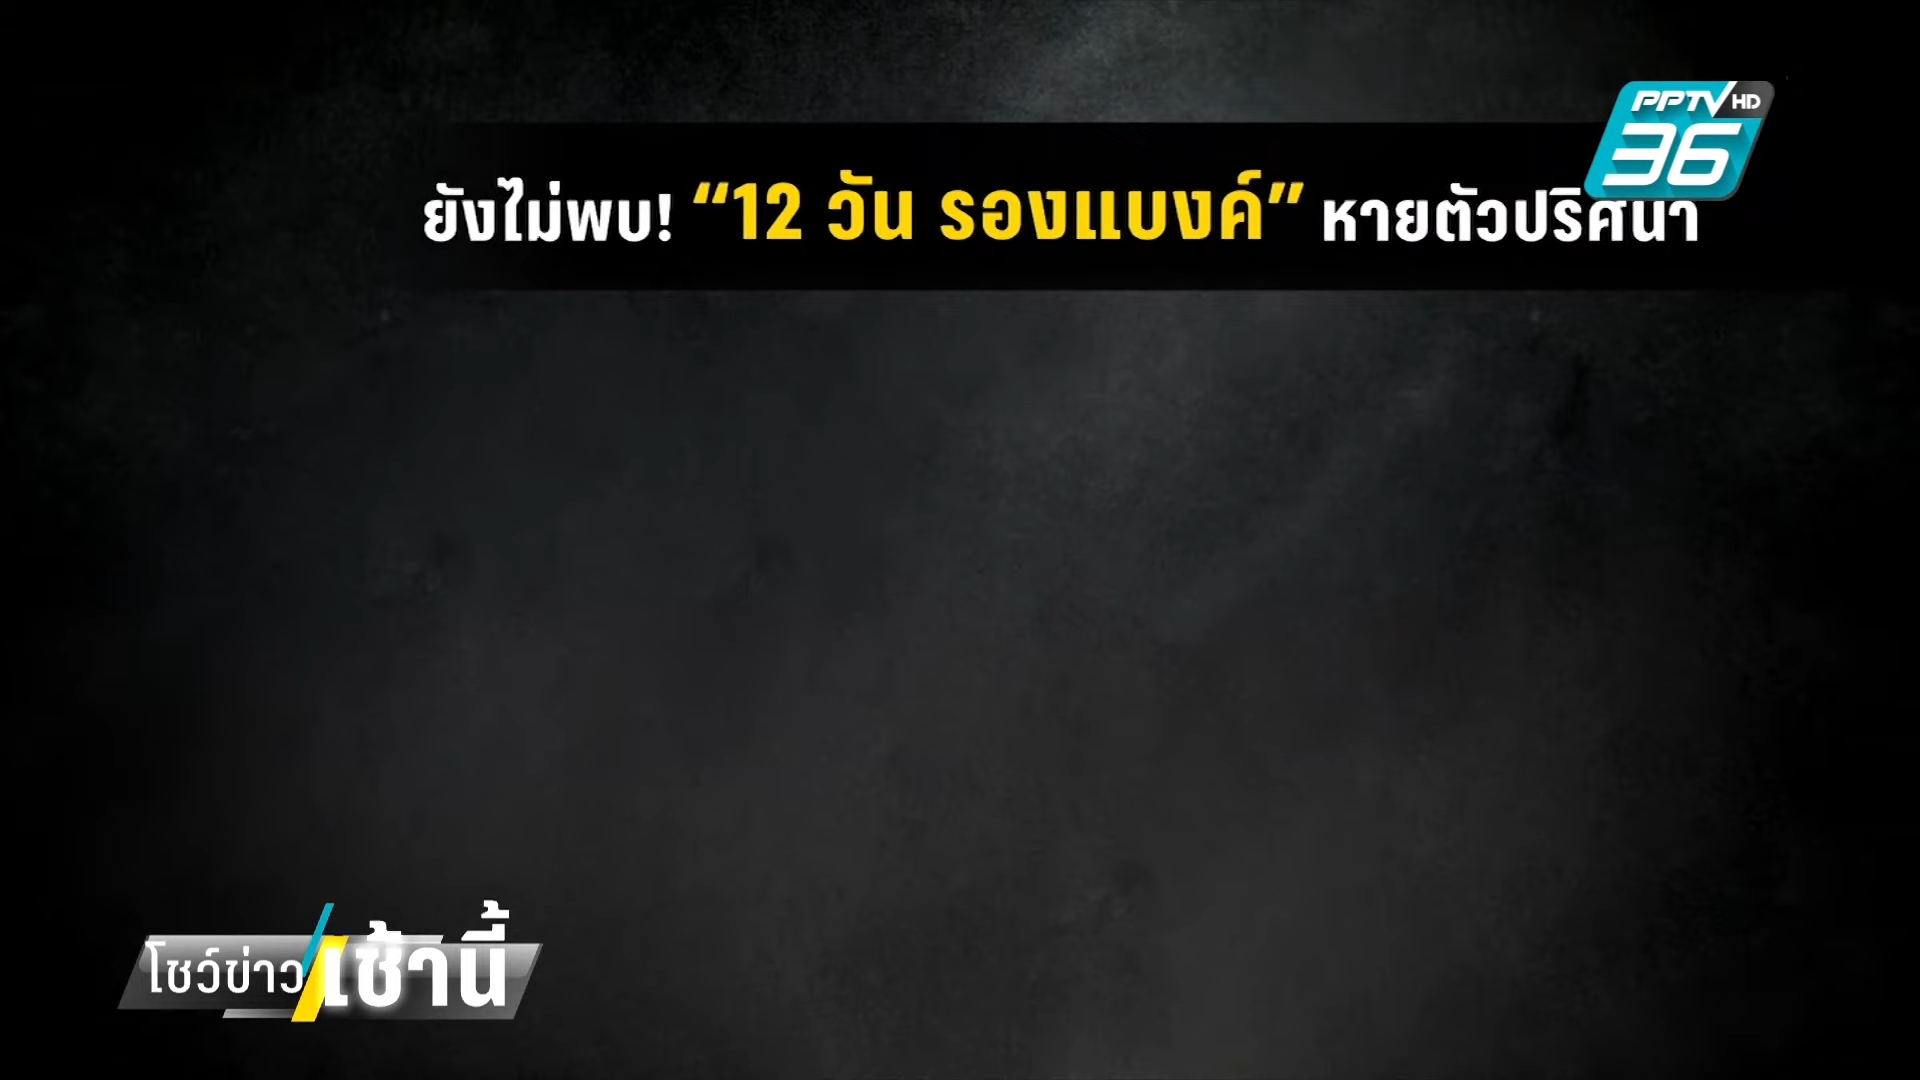 PPTV HD
36
ยังไม่พบ! “12 วัน รองแบงค์” หายตัวปริศนา
โชว์ข่าว เช้านี้